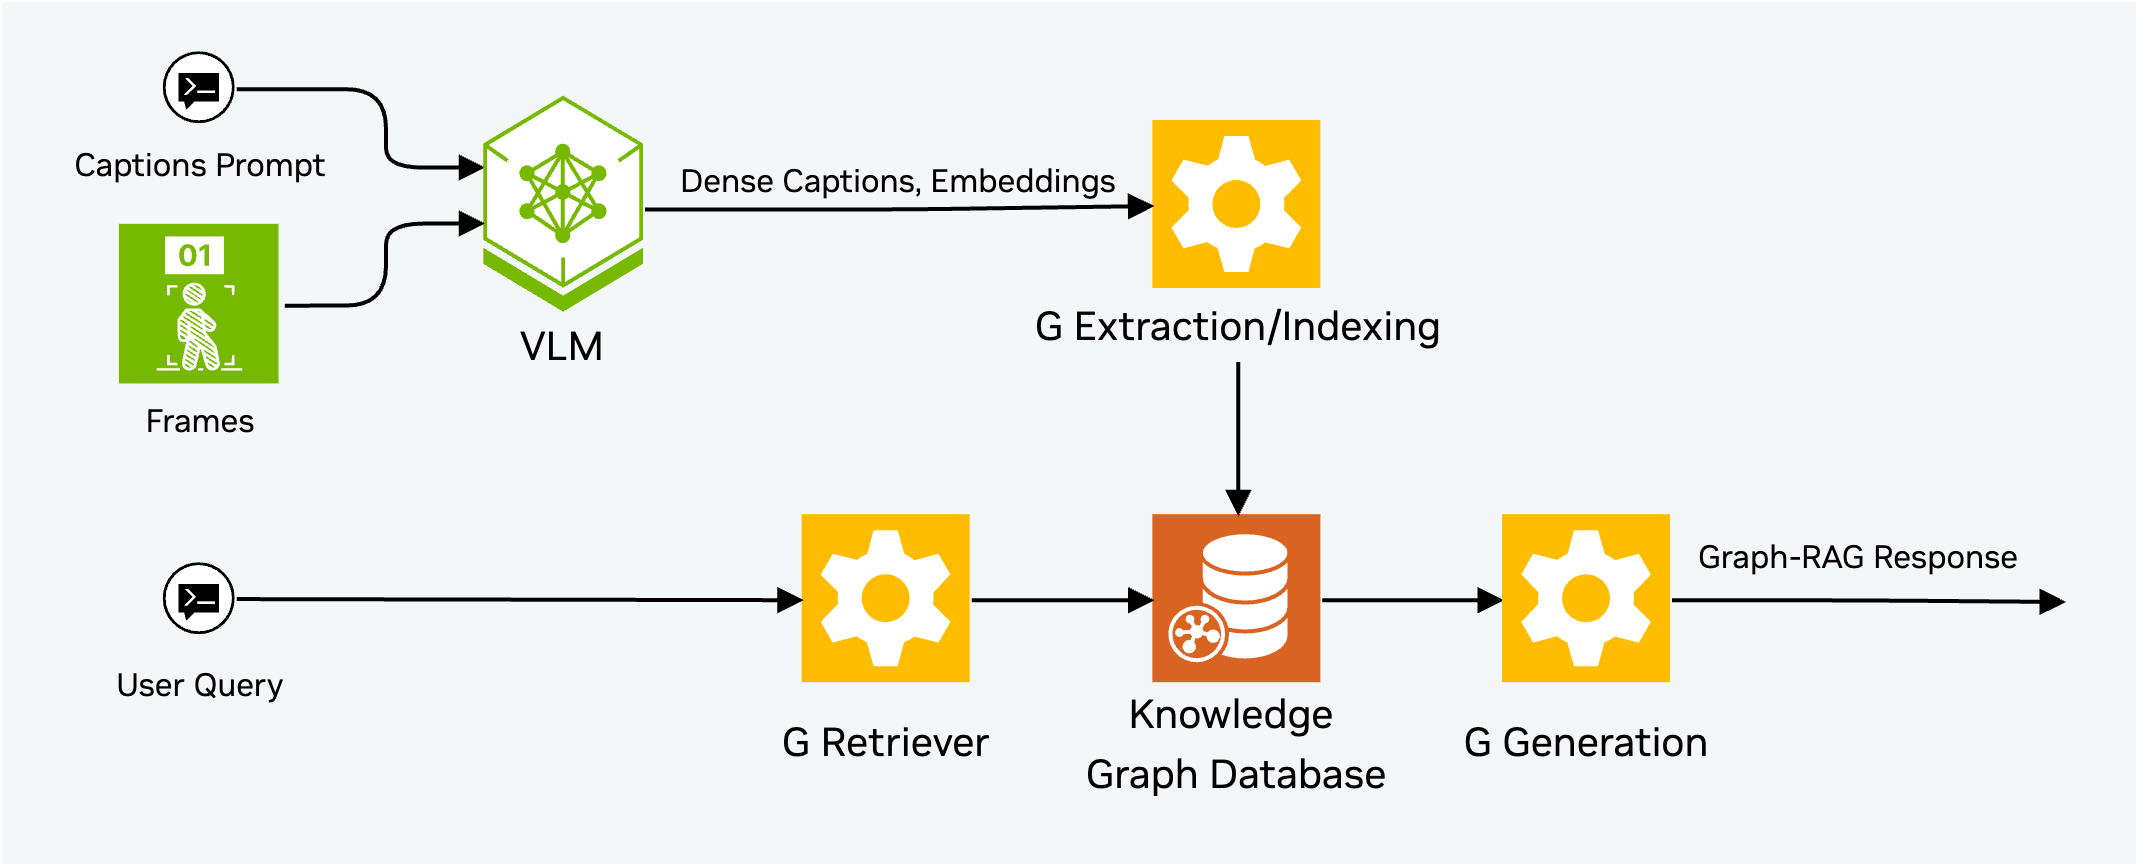 Captions Prompt
01
Frames
VLM
Dense Captions, Embeddings
G Extraction/Indexing
User Query
G Retriever
Knowledge
Graph Database
G Generation
Graph-RAG Response